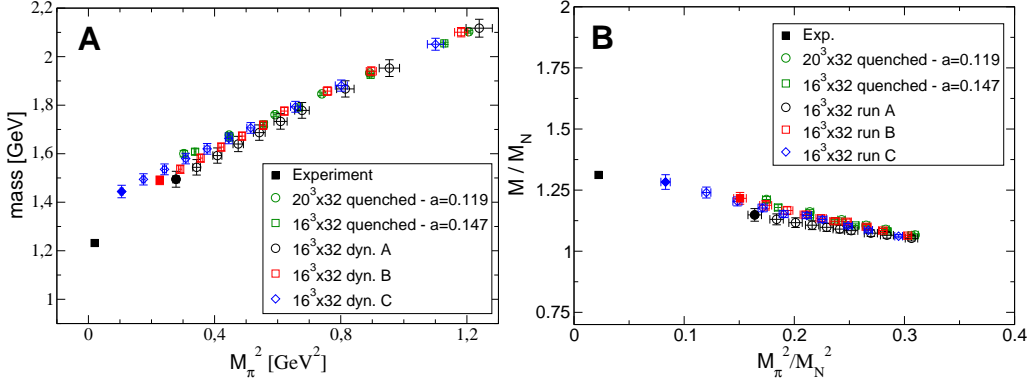 A
2,2
2
1,8
1,6
1,4
1,2
1
mass [GeV]
Experiment
20³x32 quenched - a=0.119
16³x32 quenched - a=0.147
16³x32 dyn. A
16³x32 dyn. B
16³x32 dyn. C
0
0,4
0,8
1,2
M_π² [GeV²]
B
2
1.75
1.5
1.25
1
0.75
M / M_N
Exp.
20³x32 quenched - a=0.119
16³x32 quenched - a=0.147
16³x32 run A
16³x32 run B
16³x32 run C
0
0.1
0.2
0.3
0.4
M_π²/M_N²